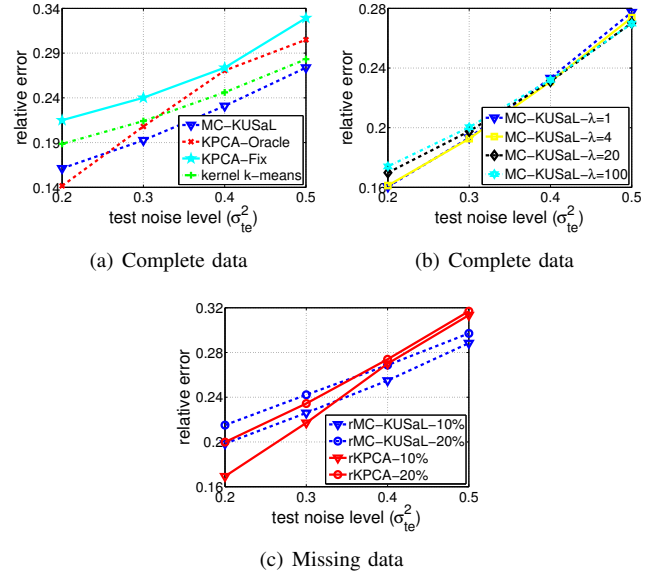 0.34
0.29
0.24
0.19
0.14
relative error
MC-KUSaL
KPCA-Oracle
KPCA-Fix
kernel k-means
0.2 0.3 0.4 0.5
test noise level (σ²te)
(a) Complete data
0.28
0.24
0.2
0.16
relative error
MC-KUSaL-λ=1
MC-KUSaL-λ=4
MC-KUSaL-λ=20
MC-KUSaL-λ=100
0.2 0.3 0.4 0.5
test noise level (σ²te)
(b) Complete data
0.32
0.28
0.24
0.2
0.16
relative error
rMC-KUSaL-10%
rMC-KUSaL-20%
rKPCA-10%
rKPCA-20%
0.2 0.3 0.4 0.5
test noise level (σ²te)
(c) Missing data